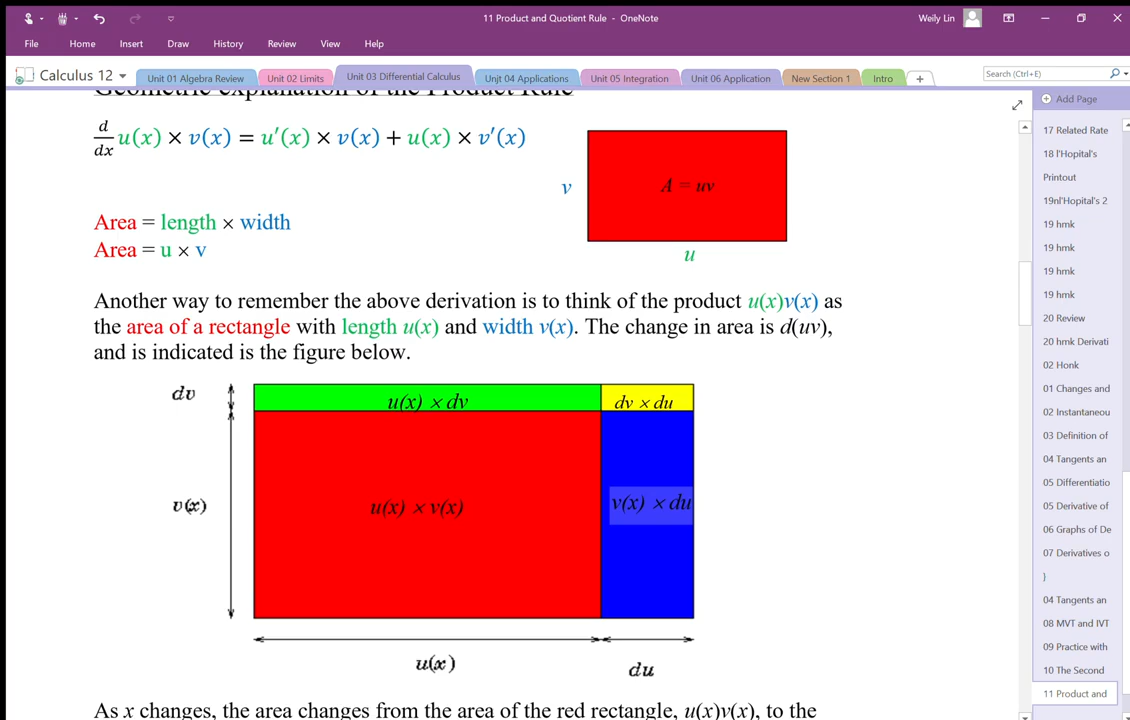 11 Product and Quotient Rule - OneNote
Weily Lin
File Home Insert Draw History Review View Help
Calculus 12
Unit 01 Algebra Review
Unit 02 Limits
Unit 03 Differential Calculus
Unit 04 Applications
Unit 05 Integration
Unit 06 Application
New Section 1
Intro
+
Search (Ctrl+E)
Geometric explanation of the Product Rule
d/dx u(x) × v(x) = u′(x) × v(x) + u(x) × v′(x)
v
A = uv
u
Area = length × width
Area = u × v
Another way to remember the above derivation is to think of the product u(x)v(x) as
the area of a rectangle with length u(x) and width v(x). The change in area is d(uv),
and is indicated is the figure below.
dv
u(x) × dv
dv × du
v(x)
u(x) × v(x)
v(x) × du
u(x)
du
As x changes, the area changes from the area of the red rectangle, u(x)v(x), to the
Add Page
17 Related Rate
18 l'Hopital's
Printout
19nl'Hopital's 2
19 hmk
19 hmk
19 hmk
19 hmk
20 Review
20 hmk Derivati
02 Honk
01 Changes and
02 Instantaneou
03 Definition of
04 Tangents an
05 Differentiatio
05 Derivative of
06 Graphs of De
07 Derivatives o
}
04 Tangents an
08 MVT and IVT
09 Practice with
10 The Second
11 Product and